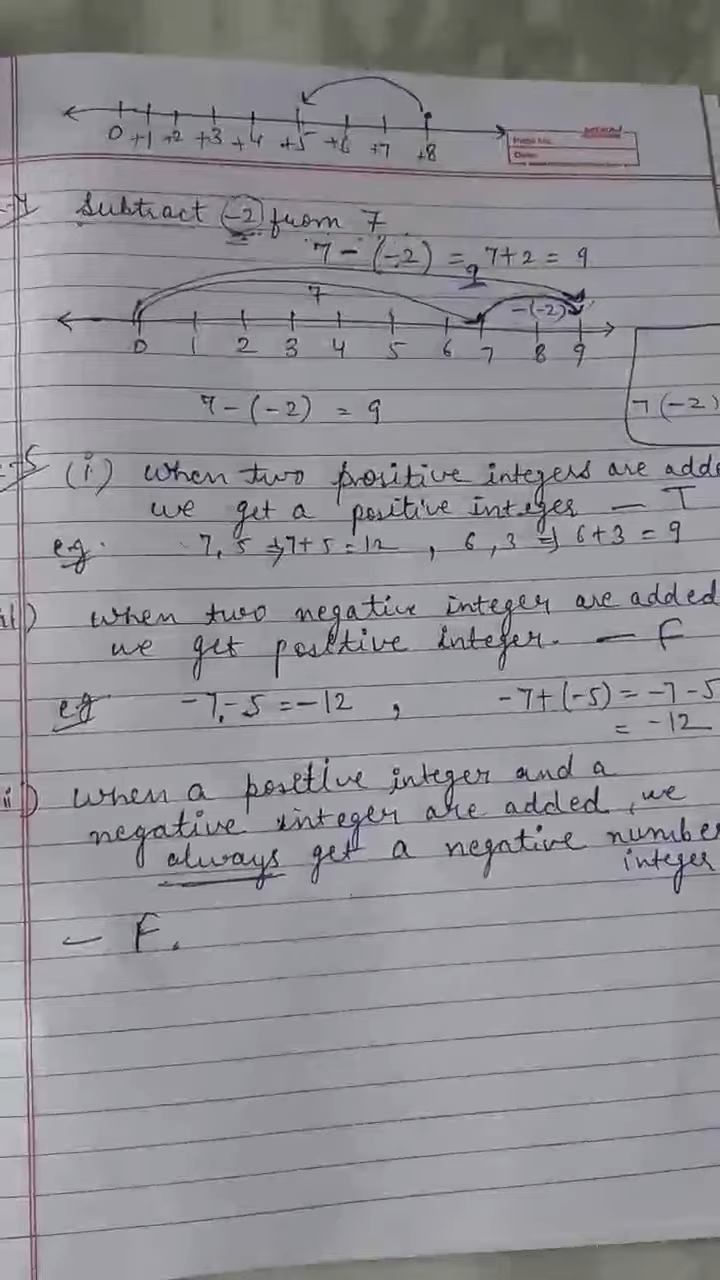 0 +1 +2 +3 +4 +5 +6 +7 +8
Page No.
Date:
Subtract (-2) from 7
7 - (-2) = 7+2 = 9
9
7
-(-2)
0 1 2 3 4 5 6 7 8 9
7 - (-2) = 9
7 (-2)
(i) when two positive integers are adde
we get a positive integer — T
eg. 7, 5 ⇒ 7+5 = 12 , 6, 3 ⇒ 6+3 = 9
when two negative integer are added
we get positive integer. — F
eg -7, -5 = -12 , -7+(-5) = -7-5
= -12
when a positive integer and a
negative integer are added, we
always get a negative number
integer
— F.